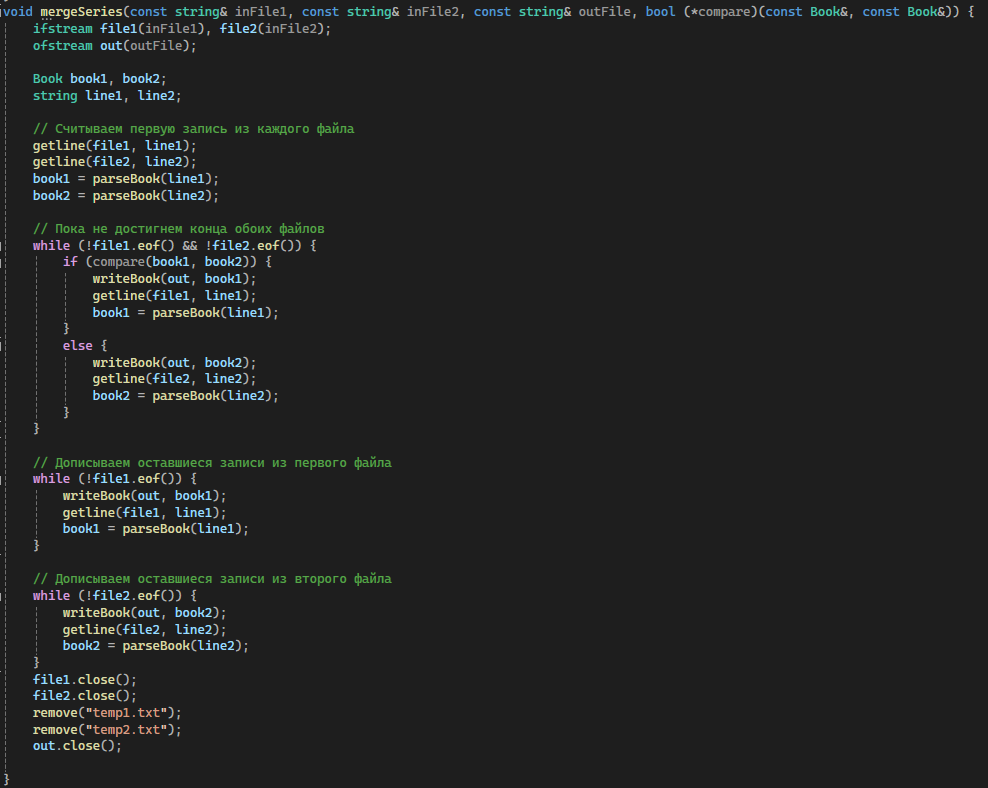 void mergeSeries(const string& inFile1, const string& inFile2, const string& outFile, bool (*compare)(const Book&, const Book&)) {
    ifstream file1(inFile1), file2(inFile2);
    ofstream out(outFile);

    Book book1, book2;
    string line1, line2;

    // Считываем первую запись из каждого файла
    getline(file1, line1);
    getline(file2, line2);
    book1 = parseBook(line1);
    book2 = parseBook(line2);

    // Пока не достигнем конца обоих файлов
    while (!file1.eof() && !file2.eof()) {
        if (compare(book1, book2)) {
            writeBook(out, book1);
            getline(file1, line1);
            book1 = parseBook(line1);
        }
        else {
            writeBook(out, book2);
            getline(file2, line2);
            book2 = parseBook(line2);
        }
    }

    // Дописываем оставшиеся записи из первого файла
    while (!file1.eof()) {
        writeBook(out, book1);
        getline(file1, line1);
        book1 = parseBook(line1);
    }

    // Дописываем оставшиеся записи из второго файла
    while (!file2.eof()) {
        writeBook(out, book2);
        getline(file2, line2);
        book2 = parseBook(line2);
    }
    file1.close();
    file2.close();
    remove("temp1.txt");
    remove("temp2.txt");
    out.close();

}